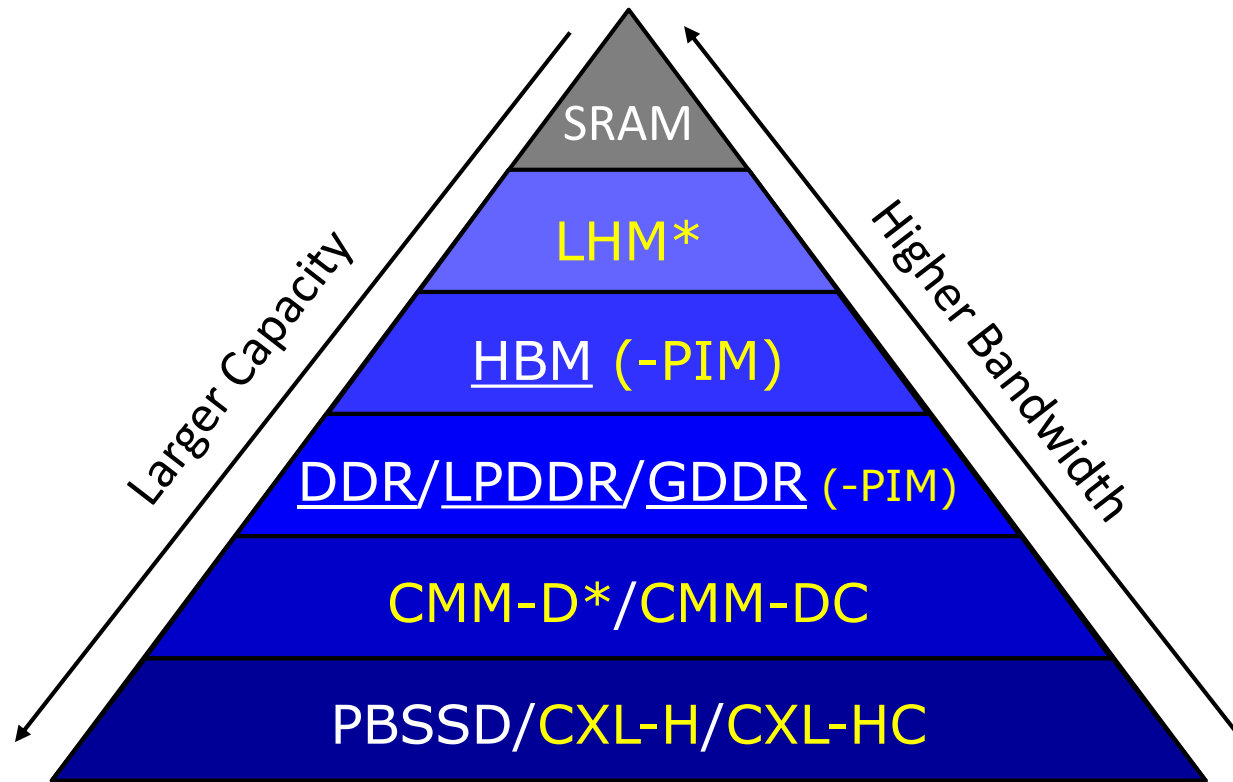 SRAM
LHM*
HBM (-PIM)
DDR/LPDDR/GDDR (-PIM)
CMM-D*/CMM-DC
PBSSD/CXL-H/CXL-HC
Larger Capacity
Higher Bandwidth